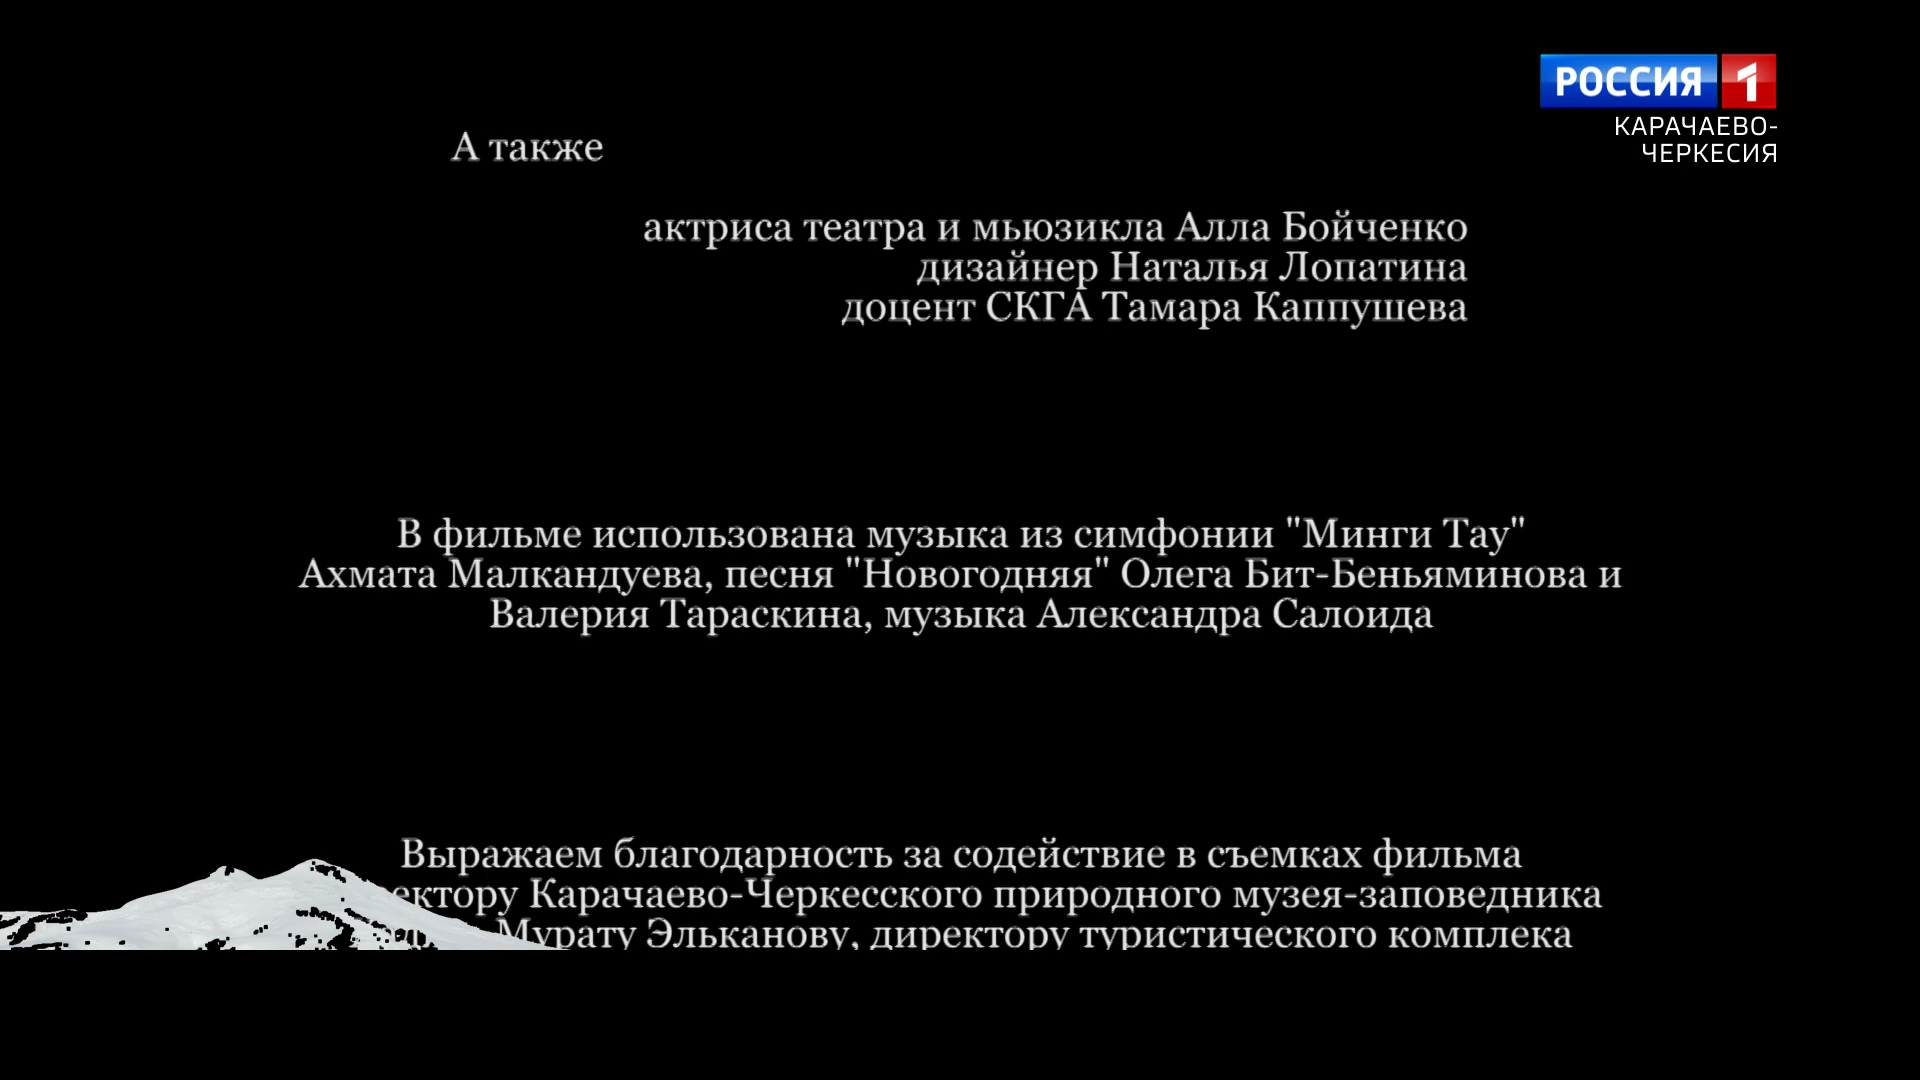 РОССИЯ 1
КАРАЧАЕВО-
ЧЕРКЕСИЯ
А также
актриса театра и мьюзикла Алла Бойченко
дизайнер Наталья Лопатина
доцент СКГА Тамара Каппушева
В фильме использована музыка из симфонии "Минги Тау"
Ахмата Малкандуева, песня "Новогодняя" Олега Бит-Беньяминова и
Валерия Тараскина, музыка Александра Салоида
Выражаем благодарность за содействие в съемках фильма
Карачаево-Черкесского природного музея-заповедника
Мурату Эльканову, директору туристического комплека